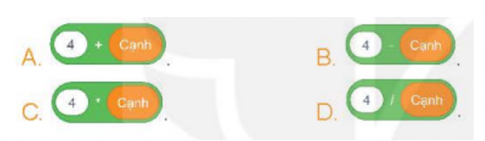 A. 4 + Cạnh . B. 4 - Cạnh .
C. 4 * Cạnh . D. 4 / Cạnh .